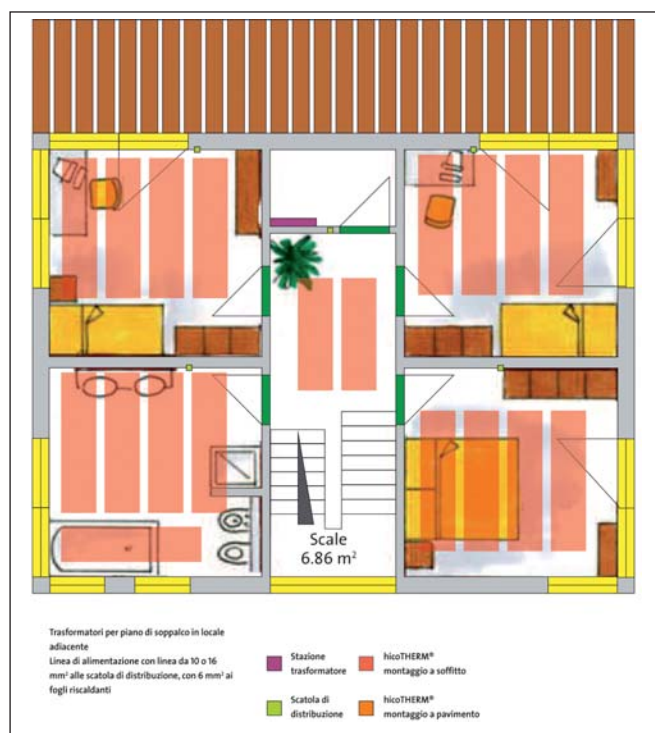 Scale
6.86 m²
Trasformatori per piano di soppalco in locale
adiacente
Linea di alimentazione con linea da 10 o 16
mm² alle scatola di distribuzione, con 6 mm² ai
fogli riscaldanti
Stazione
trasformatore
hicoTHERM®
montaggio a soffitto
Scatola di
distribuzione
hicoTHERM®
montaggio a pavimento